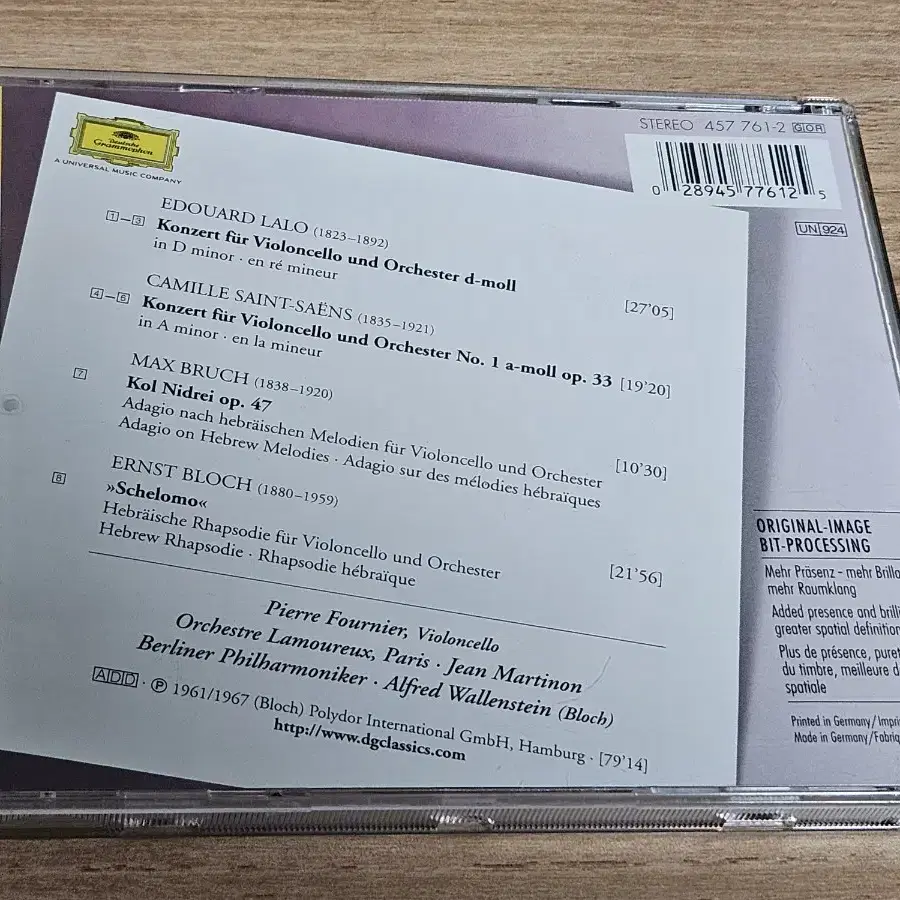 Deutsche
Grammophon
A UNIVERSAL MUSIC COMPANY
STEREO 457 761-2 GOR
0 28945 77612 5
UN 924
EDOUARD LALO (1823–1892)
1–3 Konzert für Violoncello und Orchester d-moll
in D minor · en ré mineur [27'05]
CAMILLE SAINT-SAËNS (1835–1921)
4–6 Konzert für Violoncello und Orchester No. 1 a-moll op. 33 [19'20]
in A minor · en la mineur
MAX BRUCH (1838–1920)
7 Kol Nidrei op. 47
Adagio nach hebräischen Melodien für Violoncello und Orchester [10'30]
Adagio on Hebrew Melodies · Adagio sur des mélodies hébraïques
ERNST BLOCH (1880–1959)
8 »Schelomo«
Hebräische Rhapsodie für Violoncello und Orchester [21'56]
Hebrew Rhapsodie · Rhapsodie hébraïque
Pierre Fournier, Violoncello
Orchestre Lamoureux, Paris · Jean Martinon
Berliner Philharmoniker · Alfred Wallenstein (Bloch)
ADD · ℗ 1961/1967 (Bloch) Polydor International GmbH, Hamburg · [79'14]
http://www.dgclassics.com
ORIGINAL-IMAGE
BIT-PROCESSING
Mehr Präsenz – mehr
mehr Raumklang
Added presence and
greater spatial
Plus de présence,
du timbre, meilleure
spatiale
Printed in Germany/
Made in Germany/